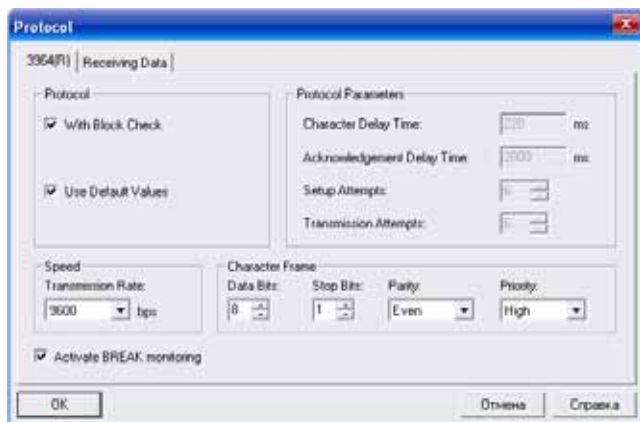 Protocol
3964(R) Receiving Data
Protocol
With Block Check
Use Default Values
Protocol Parameters
Character Delay Time: 220 ms
Acknowledgement Delay Time: 2000 ms
Setup Attempts: 6
Transmission Attempts: 6
Speed
Transmission Rate:
9600 bps
Character Frame
Data Bits: Stop Bits: Parity: Priority:
8 1 Even High
Activate BREAK monitoring
OK Отмена Справка